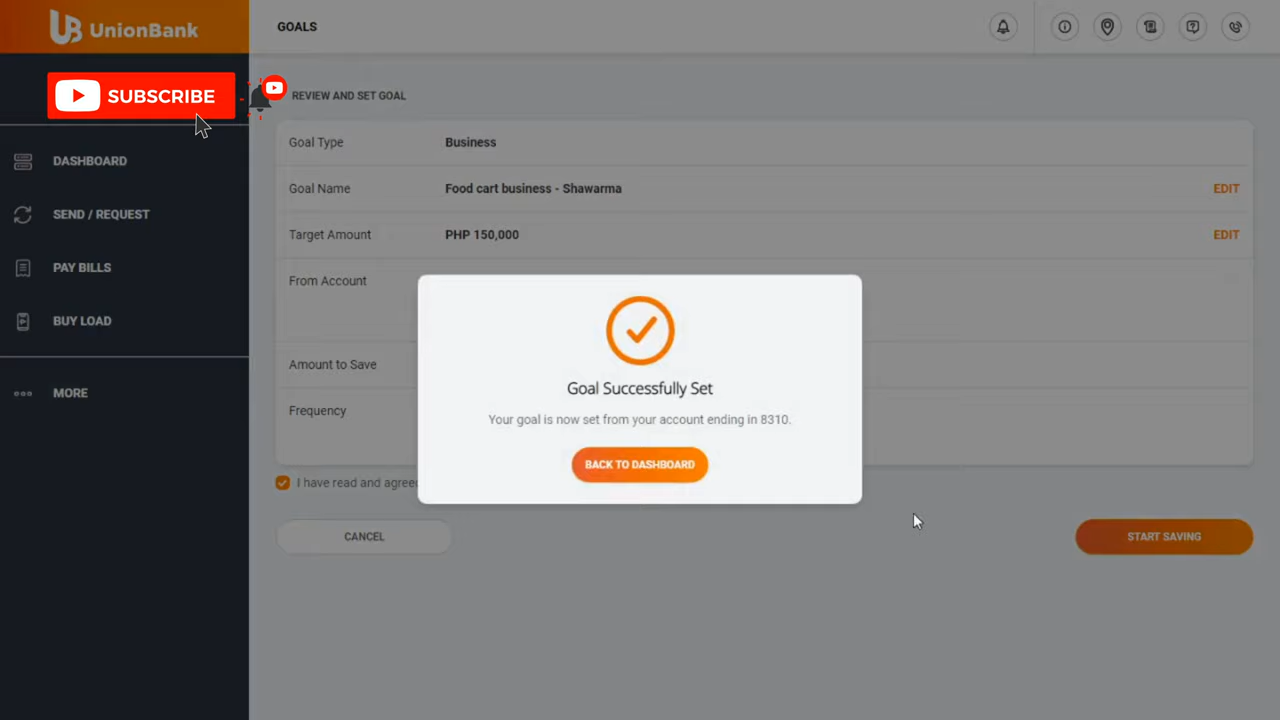 UnionBank
GOALS
SUBSCRIBE
REVIEW AND SET GOAL
DASHBOARD
SEND / REQUEST
PAY BILLS
BUY LOAD
MORE
Goal Type Business
Goal Name Food cart business - Shawarma EDIT
Target Amount PHP 150,000 EDIT
From Account
Amount to Save
Frequency
Goal Successfully Set
Your goal is now set from your account ending in 8310.
BACK TO DASHBOARD
I have read and agreed
CANCEL
START SAVING